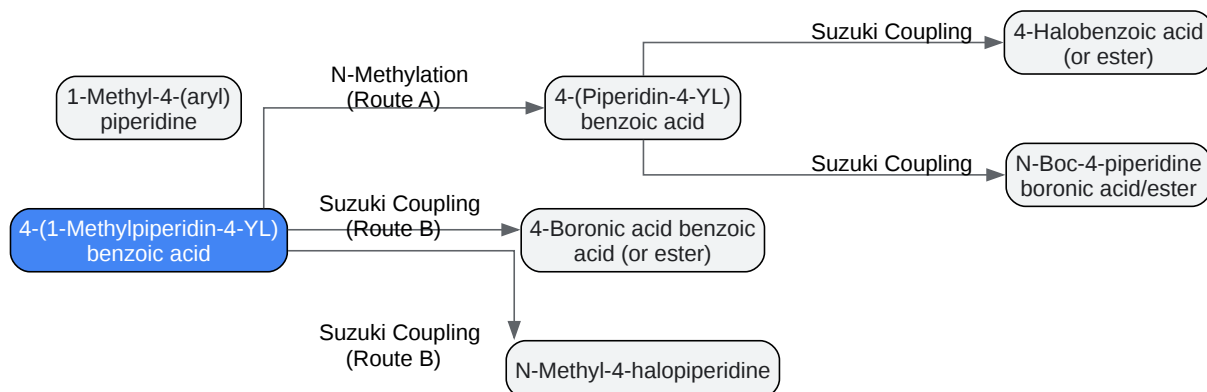 Suzuki Coupling
4-Halobenzoic acid
(or ester)
N-Methylation
(Route A)
1-Methyl-4-(aryl)
piperidine
4-(Piperidin-4-YL)
benzoic acid
Suzuki Coupling
N-Boc-4-piperidine
boronic acid/ester
4-(1-Methylpiperidin-4-YL)
benzoic acid
Suzuki Coupling
(Route B)
4-Boronic acid benzoic
acid (or ester)
Suzuki Coupling
(Route B)
N-Methyl-4-halopiperidine